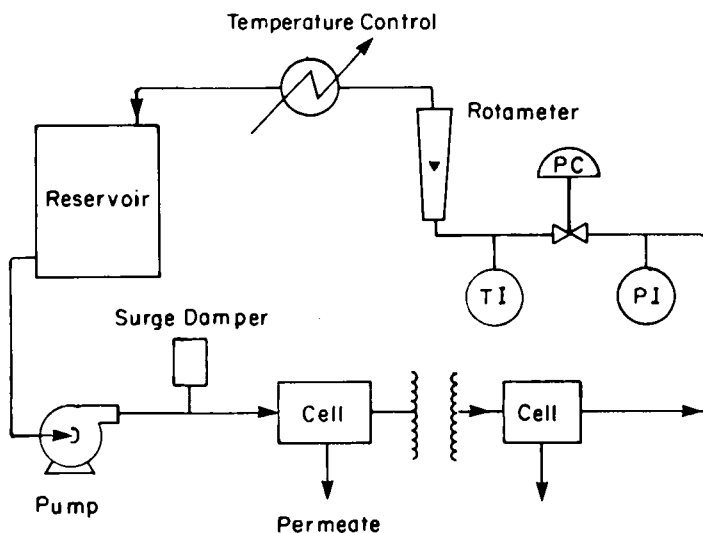 Temperature Control
Rotameter
PC
Reservoir
TI
PI
Surge Damper
Cell
Cell
Pump
Permeate